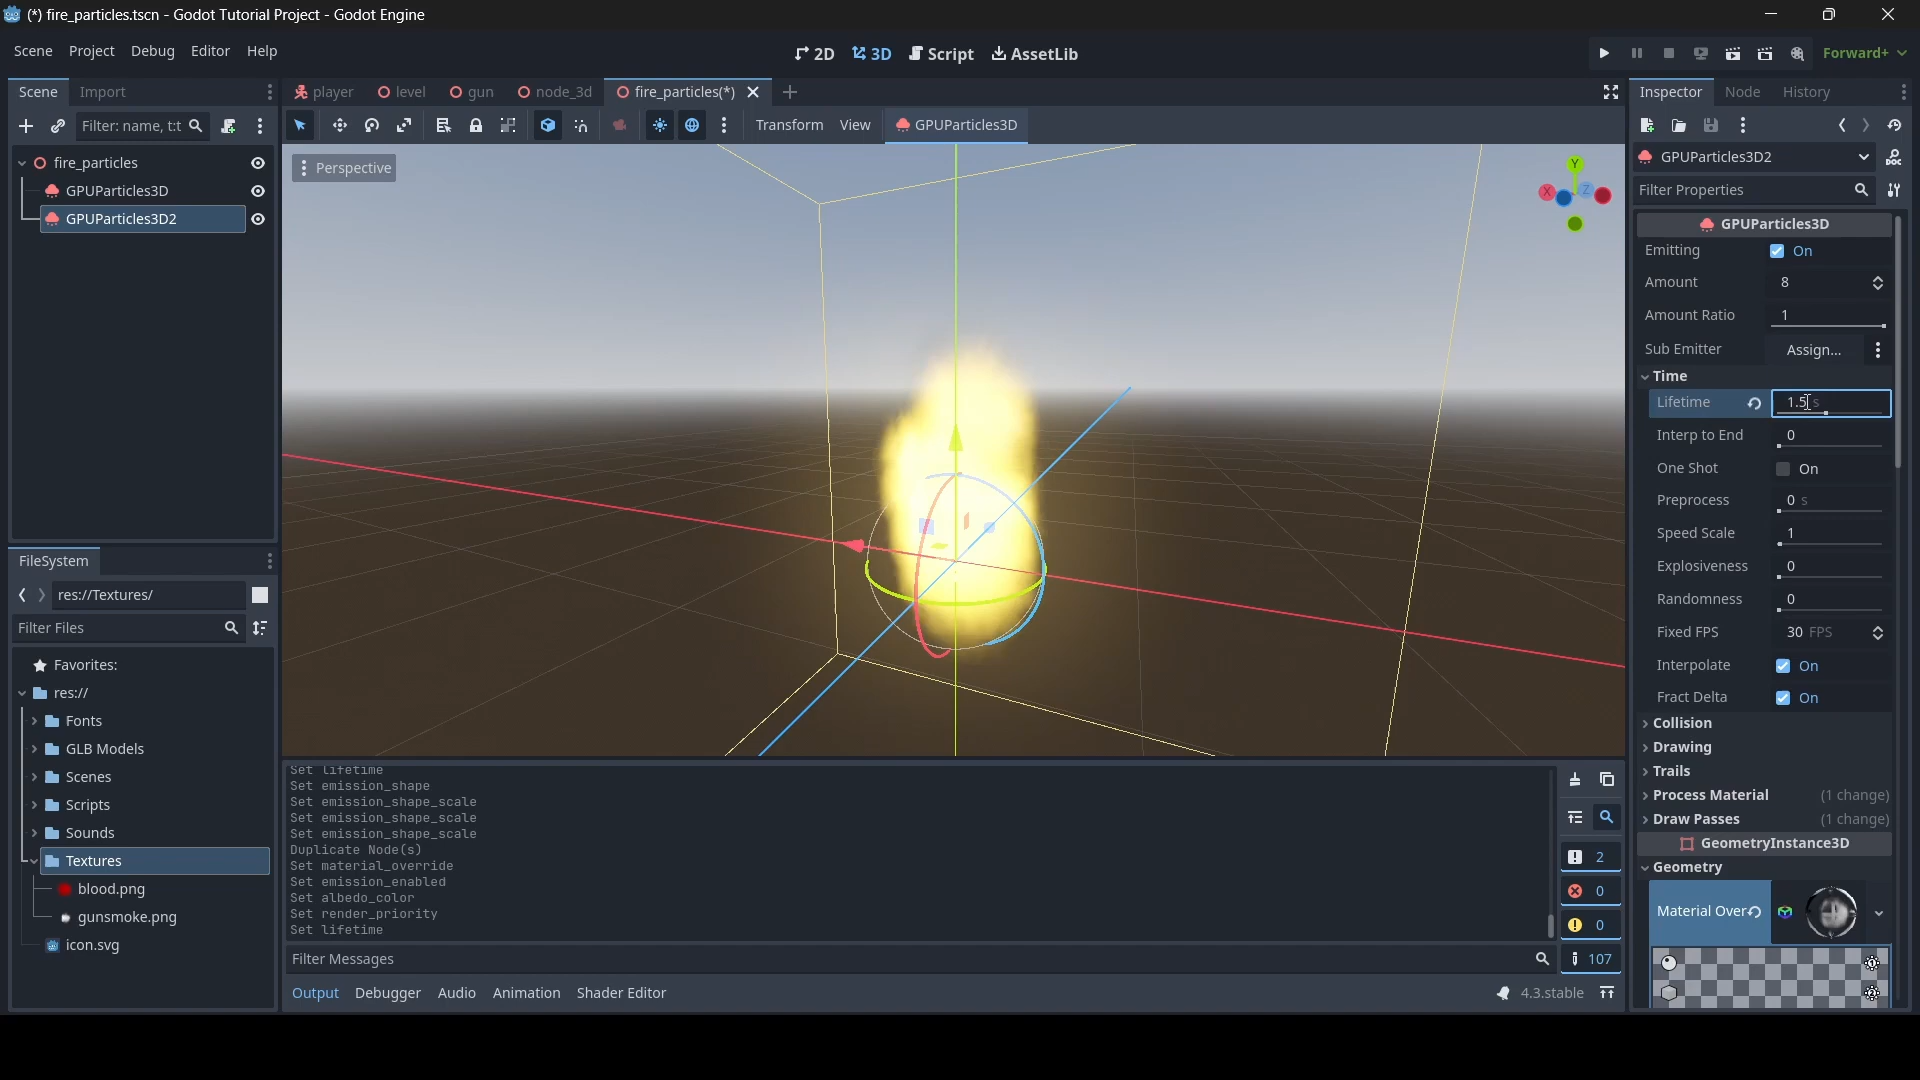 (*) fire_particles.tscn - Godot Tutorial Project - Godot Engine
Scene Project Debug Editor Help
2D 3D Script AssetLib
Forward+
Scene Import
player level gun node_3d fire_particles(*)
Inspector Node History
Filter: name, t:t
Transform View GPUParticles3D
Perspective
fire_particles
GPUParticles3D
GPUParticles3D2
Y
X
Z
GPUParticles3D2
Filter Properties
GPUParticles3D
Emitting On
Amount 8
Amount Ratio 1
Sub Emitter Assign...
Time
Lifetime 1.5 s
Interp to End 0
One Shot On
Preprocess 0 s
Speed Scale 1
Explosiveness 0
Randomness 0
Fixed FPS 30 FPS
Interpolate On
Fract Delta On
Collision
Drawing
Trails
Process Material (1 change)
Draw Passes (1 change)
GeometryInstance3D
Geometry
Material Over
FileSystem
res://Textures/
Filter Files
Favorites:
res://
Fonts
GLB Models
Scenes
Scripts
Sounds
Textures
blood.png
gunsmoke.png
icon.svg
Set lifetime
Set emission_shape
Set emission_shape_scale
Set emission_shape_scale
Set emission_shape_scale
Duplicate Node(s)
Set material_override
Set emission_enabled
Set albedo_color
Set render_priority
Set lifetime
2
0
0
107
Filter Messages
Output Debugger Audio Animation Shader Editor
4.3.stable